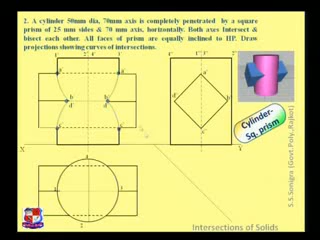 2. A cylinder 50mm dia, 70mm axis is completely penetrated by a square
prism of 25 mm sides & 70 mm axis, horizontally. Both axes Intersect &
bisect each other. All faces of prism are equally inclined to HP. Draw
projections showing curves of intersections.
Cylinder-
Sq. prism
S.S.Sonigra (Govt.Poly.,Rajkot)
X
Y
Intersections of Solids